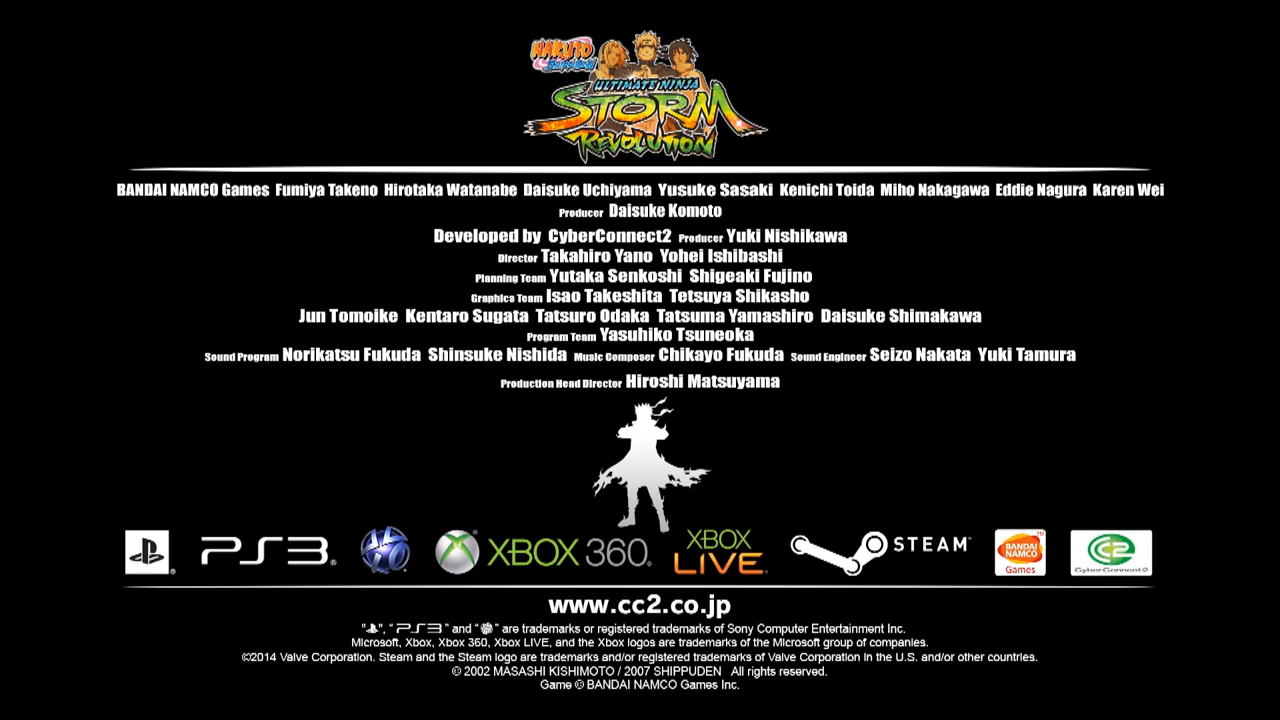 NARUTO SHIPPUDEN
ULTIMATE NINJA
STORM
REVOLUTION
BANDAI NAMCO Games Fumiya Takeno Hirotaka Watanabe Daisuke Uchiyama Yusuke Sasaki Kenichi Toida Miho Nakagawa Eddie Nagura Karen Wei
Producer Daisuke Komoto
Developed by CyberConnect2 Producer Yuki Nishikawa
Director Takahiro Yano Yohei Ishibashi
Planning Team Yutaka Senkoshi Shigeaki Fujino
Graphics Team Isao Takeshita Tetsuya Shikasho
Jun Tomoike Kentaro Sugata Tatsuro Odaka Tatsuma Yamashiro Daisuke Shimakawa
Program Team Yasuhiko Tsuneoka
Sound Program Norikatsu Fukuda Shinsuke Nishida Music Composer Chikayo Fukuda Sound Engineer Seizo Nakata Yuki Tamura
Production Head Director Hiroshi Matsuyama
PS3® XBOX 360® XBOX LIVE® STEAM™ BANDAI NAMCO Games™ C2 CyberConnect2
www.cc2.co.jp
"", "PS3" and "" are trademarks or registered trademarks of Sony Computer Entertainment Inc.
Microsoft, Xbox, Xbox 360, Xbox LIVE, and the Xbox logos are trademarks of the Microsoft group of companies.
©2014 Valve Corporation. Steam and the Steam logo are trademarks and/or registered trademarks of Valve Corporation in the U.S. and/or other countries.
© 2002 MASASHI KISHIMOTO / 2007 SHIPPUDEN All rights reserved.
Game © BANDAI NAMCO Games Inc.